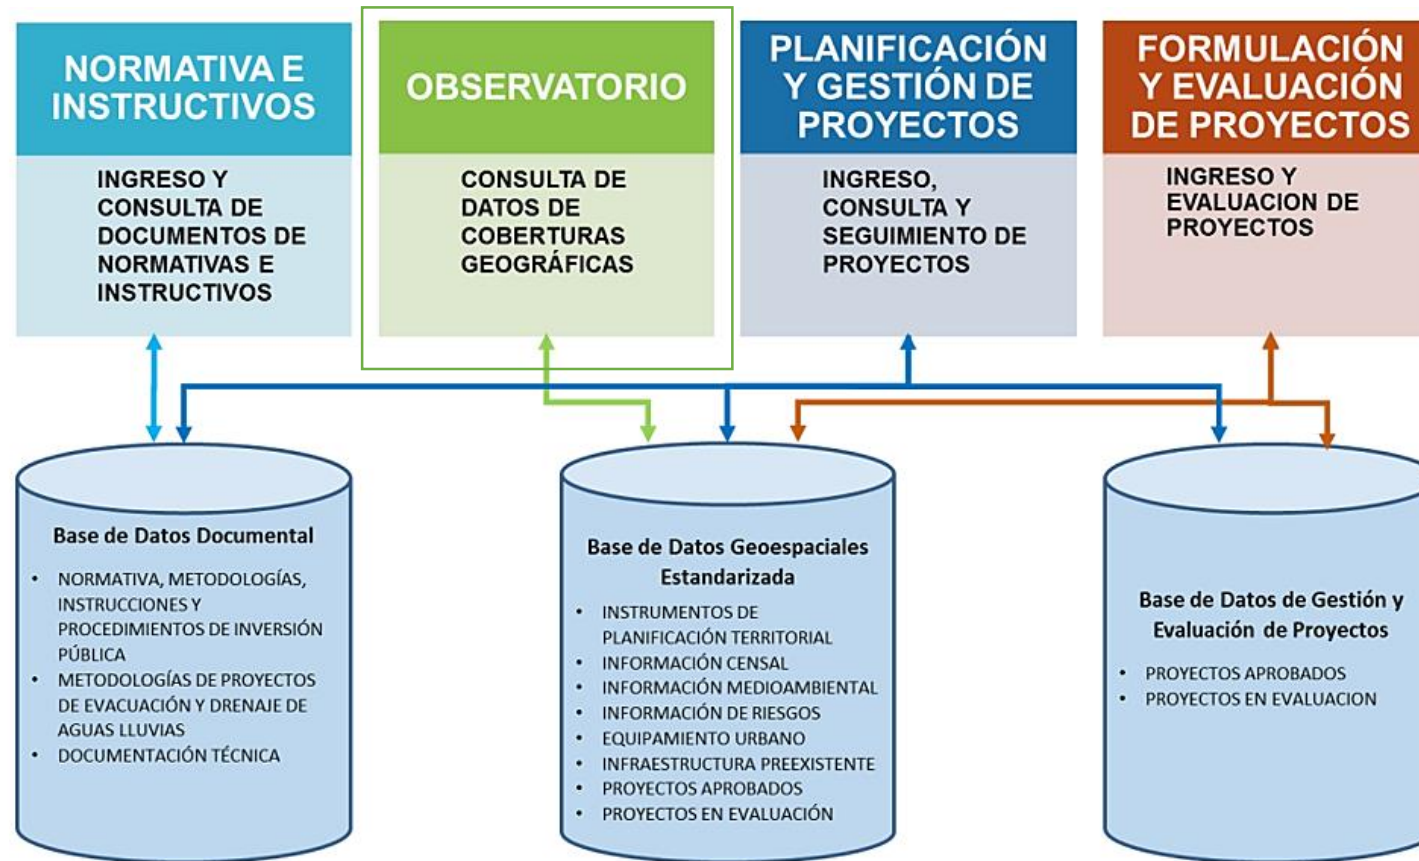 NORMATIVA E
INSTRUCTIVOS
INGRESO Y
CONSULTA DE
DOCUMENTOS DE
NORMATIVAS E
INSTRUCTIVOS
OBSERVATORIO
CONSULTA DE
DATOS DE
COBERTURAS
GEOGRÁFICAS
PLANIFICACIÓN
Y GESTIÓN DE
PROYECTOS
INGRESO,
CONSULTA Y
SEGUIMIENTO DE
PROYECTOS
FORMULACIÓN
Y EVALUACIÓN
DE PROYECTOS
INGRESO Y
EVALUACION DE
PROYECTOS
Base de Datos Documental
• NORMATIVA, METODOLOGÍAS,
INSTRUCCIONES Y
PROCEDIMIENTOS DE INVERSIÓN
PÚBLICA
• METODOLOGÍAS DE PROYECTOS
DE EVACUACIÓN Y DRENAJE DE
AGUAS LLUVIAS
• DOCUMENTACIÓN TÉCNICA
Base de Datos Geoespaciales
Estandarizada
• INSTRUMENTOS DE
PLANIFICACIÓN TERRITORIAL
• INFORMACIÓN CENSAL
• INFORMACIÓN MEDIOAMBIENTAL
• INFORMACIÓN DE RIESGOS
• EQUIPAMIENTO URBANO
• INFRAESTRUCTURA PREEXISTENTE
• PROYECTOS APROBADOS
• PROYECTOS EN EVALUACIÓN
Base de Datos de Gestión y
Evaluación de Proyectos
• PROYECTOS APROBADOS
• PROYECTOS EN EVALUACION